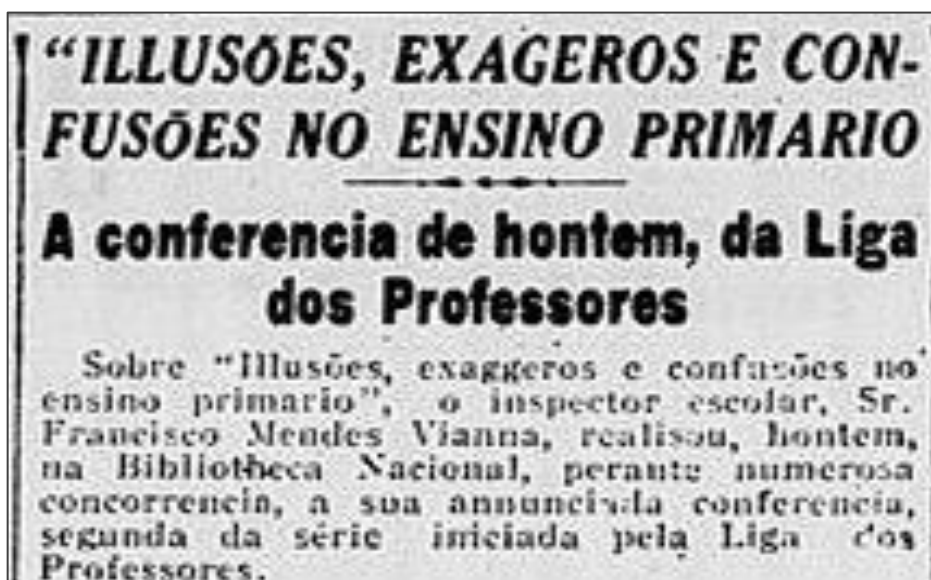 "ILLUSÕES, EXAGEROS E CON-
FUSÕES NO ENSINO PRIMARIO
A conferencia de hontem, da Liga
dos Professores
Sobre "Illusões, exaggeros e confusões no
ensino primario", o inspector escolar, Sr.
Francisco Mendes Vianna, realisou, hontem,
na Bibliotheca Nacional, perante numerosa
concorrencia, a sua annunciada conferencia,
segunda da série iniciada pela Liga dos
Professores.